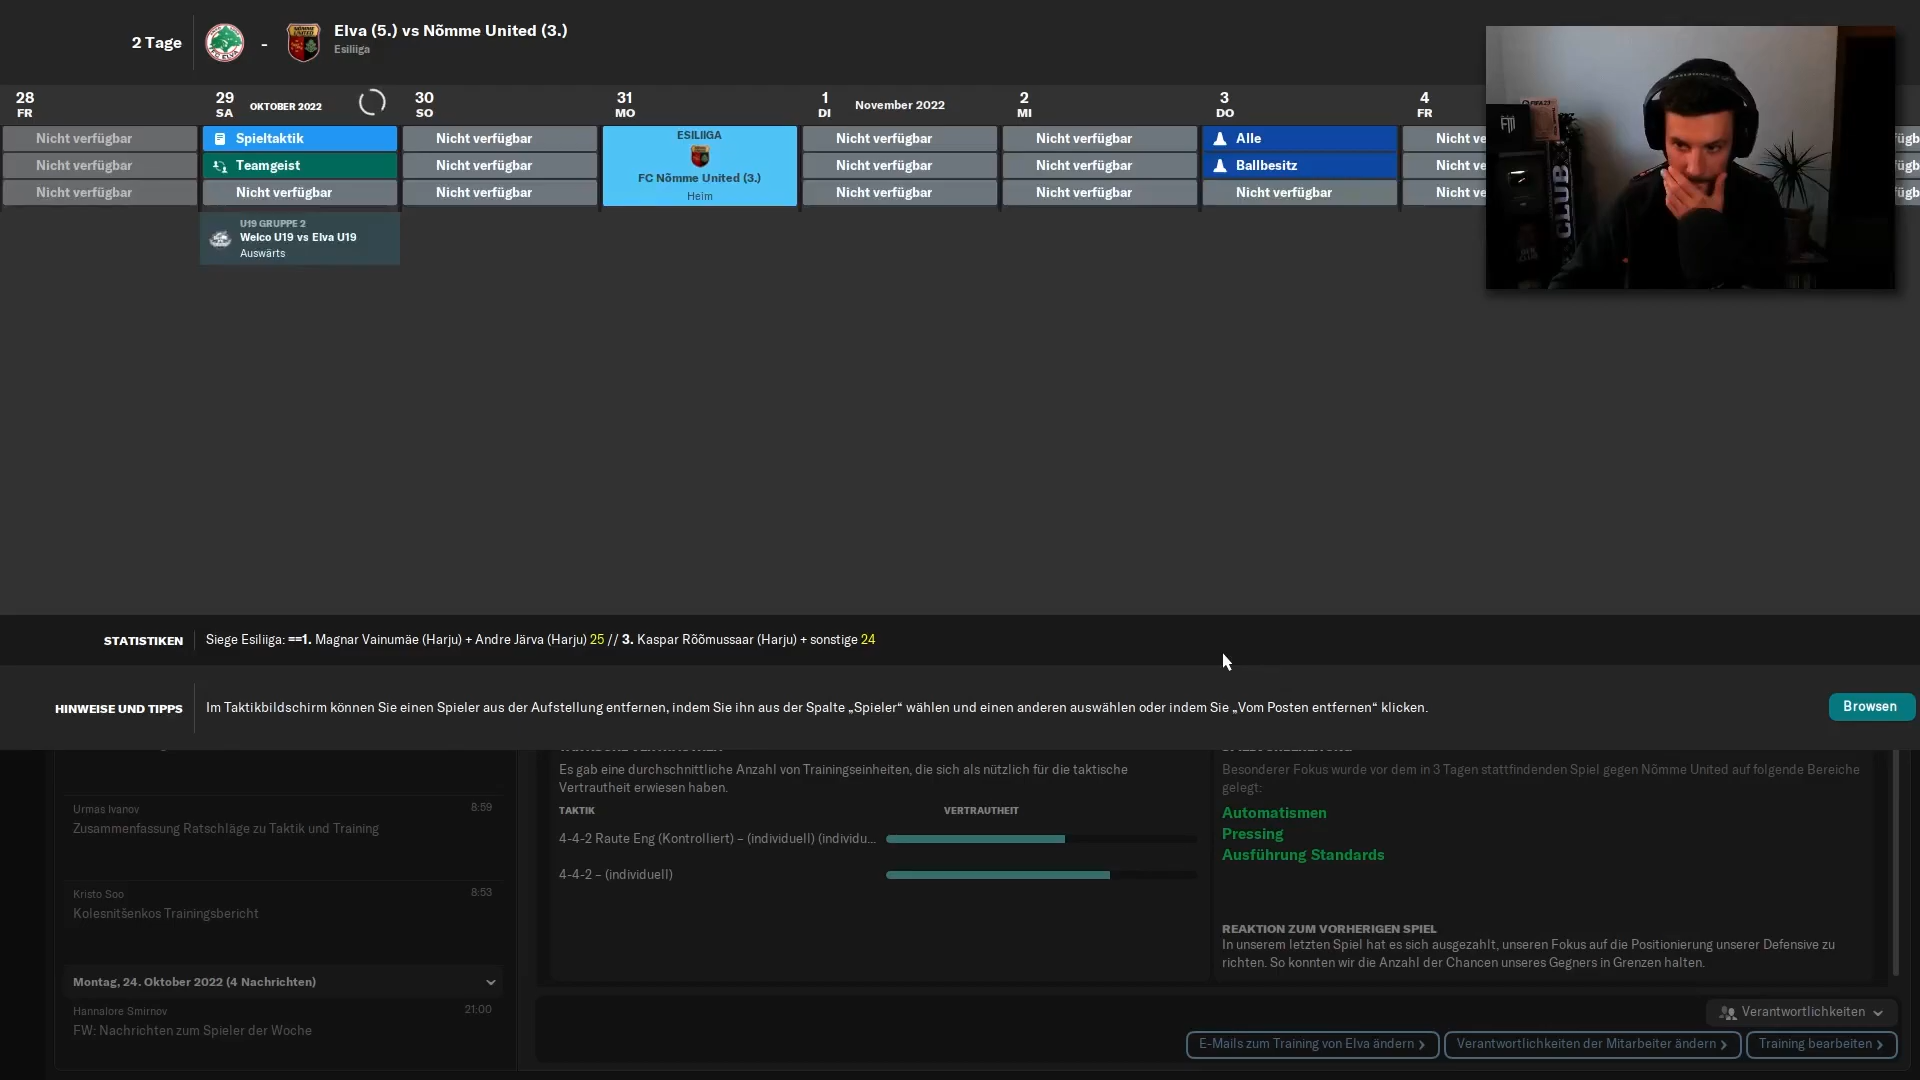 2 Tage
Elva (5.) vs Nõmme United (3.)
Esiliiga
28
FR
29
SA
OKTOBER 2022
30
SO
31
MO
1
DI
November 2022
2
MI
3
DO
4
FR
Nicht verfügbar
Spieltaktik
Nicht verfügbar
ESILIIGA
Nicht verfügbar
Nicht verfügbar
Alle
Nicht
Nicht verfügbar
Teamgeist
Nicht verfügbar
Nicht verfügbar
Nicht verfügbar
Ballbesitz
Nicht
Nicht verfügbar
Nicht verfügbar
Nicht verfügbar
FC Nõmme United (3.)
Heim
Nicht verfügbar
Nicht verfügbar
Nicht verfügbar
Nicht
U19 GRUPPE 2
Welco U19 vs Elva U19
Auswärts
CLUB
STATISTIKEN
Siege Esiliiga: ==1. Magnar Vainumäe (Harju) + Andre Järva (Harju) 25 // 3. Kaspar Rõõmussaar (Harju) + sonstige 24
HINWEISE UND TIPPS
Im Taktikbildschirm können Sie einen Spieler aus der Aufstellung entfernen, indem Sie ihn aus der Spalte „Spieler“ wählen und einen anderen auswählen oder indem Sie „Vom Posten entfernen“ klicken.
Browsen
Urmas Ivanov
8:59
Zusammenfassung Ratschläge zu Taktik und Training
Kristo Soo
8:53
Kolesnitšenkos Trainingsbericht
Montag, 24. Oktober 2022 (4 Nachrichten)
Hannalore Smirnov
21:00
FW: Nachrichten zum Spieler der Woche
Es gab eine durchschnittliche Anzahl von Trainingseinheiten, die sich als nützlich für die taktische
Vertrautheit erwiesen haben.
TAKTIK
VERTRAUTHEIT
4-4-2 Raute Eng (Kontrolliert) – (individuell) (individu...
4-4-2 – (individuell)
Besonderer Fokus wurde vor dem in 3 Tagen stattfindenden Spiel gegen Nõmme United auf folgende Bereiche
gelegt:
Automatismen
Pressing
Ausführung Standards
REAKTION ZUM VORHERIGEN SPIEL
In unserem letzten Spiel hat es sich ausgezahlt, unseren Fokus auf die Positionierung unserer Defensive zu
richten. So konnten wir die Anzahl der Chancen unseres Gegners in Grenzen halten.
Verantwortlichkeiten
E-Mails zum Training von Elva ändern
Verantwortlichkeiten der Mitarbeiter ändern
Training bearbeiten